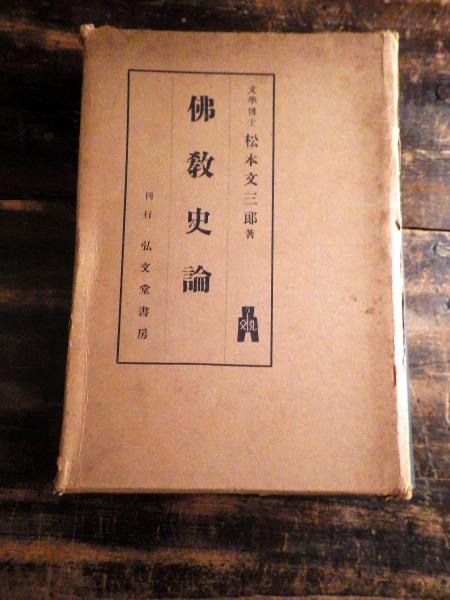 文學博士 松本文三郎著
佛教史論
刊行 弘文堂書房